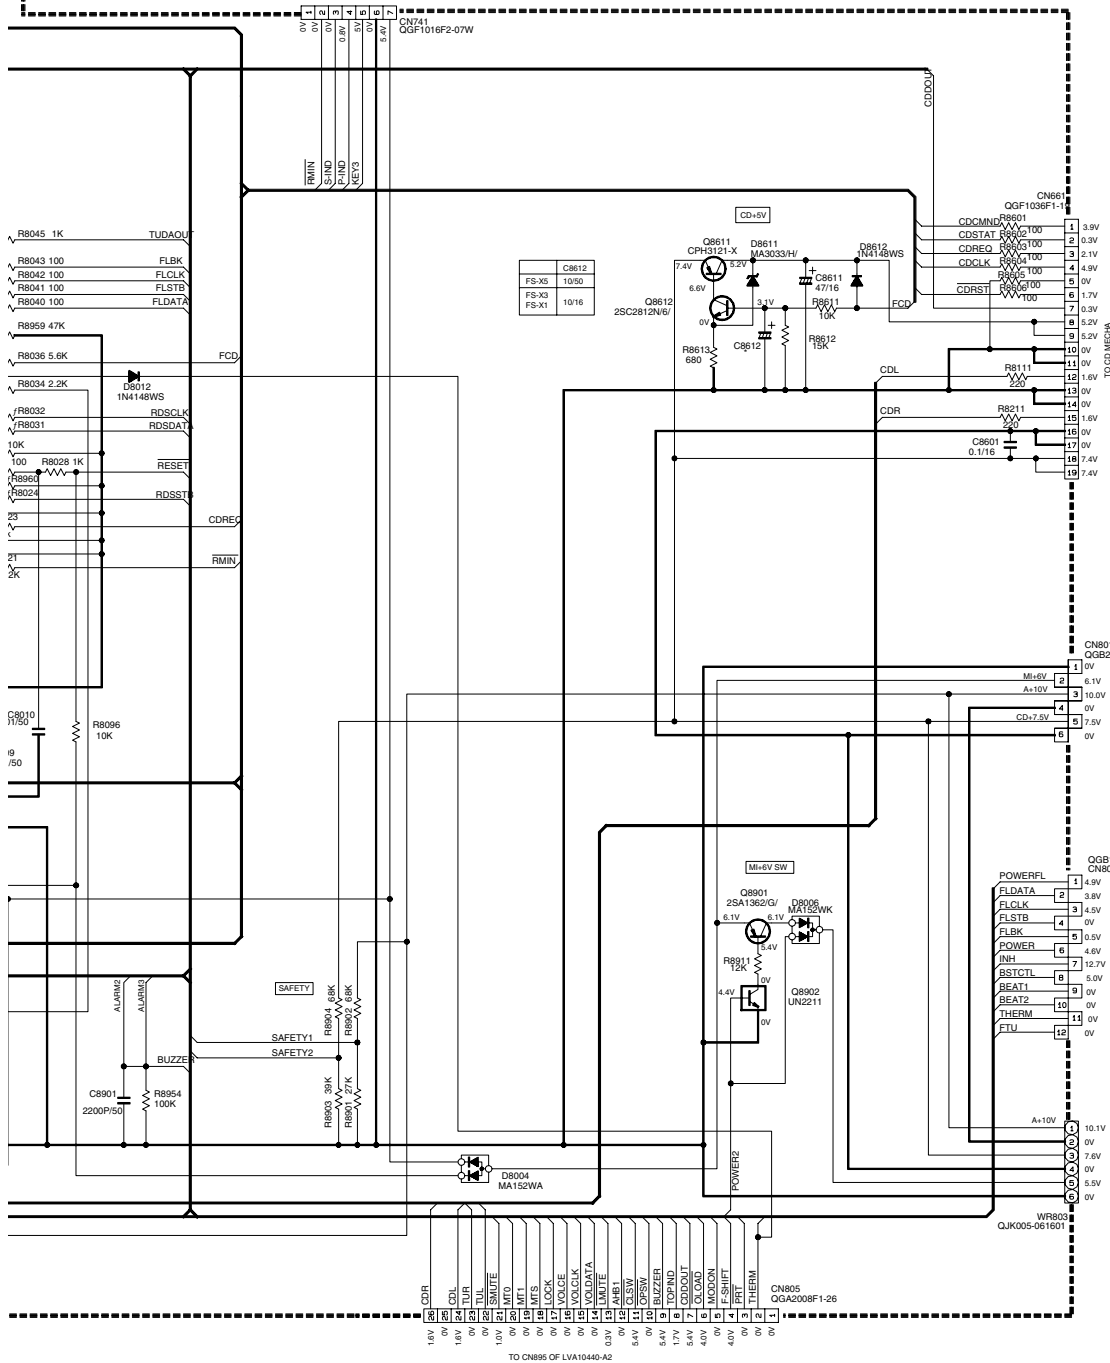 1 2 3 4 5 6 7
CN741
QGF1016F2-07W
0V 0V 0V 0.8V 5V 0V 5.4V
RMIN
S-IND
P-IND
KEY3
CDDOUT
CN661
TO CD MECHA
CD+5V
Q8611
CPH3121-X
7.4V
5.2V
6.6V
D8611
MA3033/H/
D8612
1N4148WS
C8611
47/16
Q8612
2SC2812N/6/
3.1V
0V
R8611
10K
FCD
R8612
15K
R8613
680
C8612
C8612
FS-X5 10/50
FS-X3
FS-X1
10/16
CDCMND R8601
100
CDSTAT R8602
100
CDREQ R8603
100
CDCLK R8604
100
R8605
100
CDRST R8606
100
1 3.9V
2 0.3V
3 2.1V
4 4.9V
5 0V
6 1.7V
7 0.3V
8 5.2V
9 5.2V
10 0V
11 0V
12 1.6V
13 0V
14 0V
15 1.6V
16 0V
17 0V
18 7.4V
19 7.4V
CDL
R8111
220
CDR
R8211
220
C8601
0.1/16
R8045 1K TUDAOUT
R8043 100 FLBK
R8042 100 FLCLK
R8041 100 FLSTB
R8040 100 FLDATA
R8959 47K
R8036 5.6K FCD
R8034 2.2K
D8012
1N4148WS
R8032 RDSCLK
R8031 RDSDATA
10K
100 R8028 1K RESET
R8960
R8024 RDSSTB
23 CDREQ
21 RMIN
2K
C8010
R8096
10K
/50
1 0V
MI+6V 2 6.1V
A+10V 3 10.0V
4 0V
CD+7.5V 5 7.5V
6 0V
MI+6V SW
Q8901
2SA1362/G/
6.1V
6.1V
5.4V
D8006
MA152WK
R8911
12K
0V
4.4V
Q8902
UN2211
0V
POWERFL 1 4.9V
FLDATA 2 3.8V
FLCLK 3 4.5V
FLSTB 4 0V
FLBK 5 0.5V
POWER 6 4.6V
INH 7 12.7V
BSTCTL 8 5.0V
BEAT1 9 0V
BEAT2 10 0V
THERM 11 0V
FTU 12 0V
ALARM2
ALARM3
SAFETY
R8904 68K
R8902 68K
SAFETY1
SAFETY2
BUZZER
C8901
2200P/50
R8954
100K
R8903 39K
R8901 27K
D8004
MA152WA
POWER2
A+10V
1 10.1V
2 0V
3 7.6V
4 0V
5 5.5V
6 0V
WR803
QJK005-061601
CDR
CDL
TUR
TUL
SMUTE
MT0
MT1
MTS
LOCK
VOLCE
VOLCLK
VOLDATA
LMUTE
AHB1
CLSW
OPSW
BUZZER
TOPIND
CDDOUT
OLOAD
MODON
F-SHIFT
PRT
THERM
CN805
QGA2008F1-26
26 25 24 23 22 21 20 19 18 17 16 15 14 13 12 11 10 9 8 7 6 5 4 3 2 1
1.6V 0V 1.6V 0V 0V 1.0V 0V 0V 0V 0V 0V 0V 0V 0.3V 0V 5.4V 0V 5.4V 1.7V 5.4V 4.0V 0V 4.0V 0V 0V 0V
TO CN895 OF LVA10440-A2